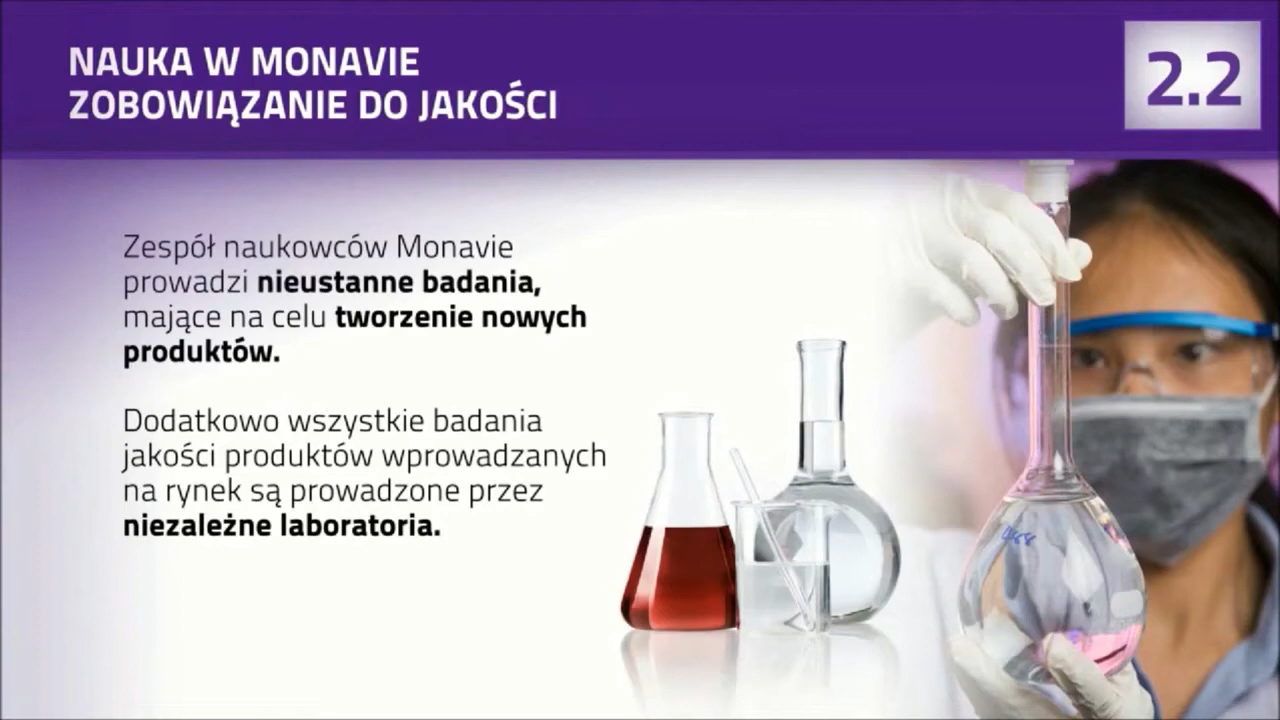 NAUKA W MONAVIE
ZOBOWIĄZANIE DO JAKOŚCI
2.2
Zespół naukowców Monavie
prowadzi nieustanne badania,
mające na celu tworzenie nowych
produktów.
Dodatkowo wszystkie badania
jakości produktów wprowadzanych
na rynek są prowadzone przez
niezależne laboratoria.